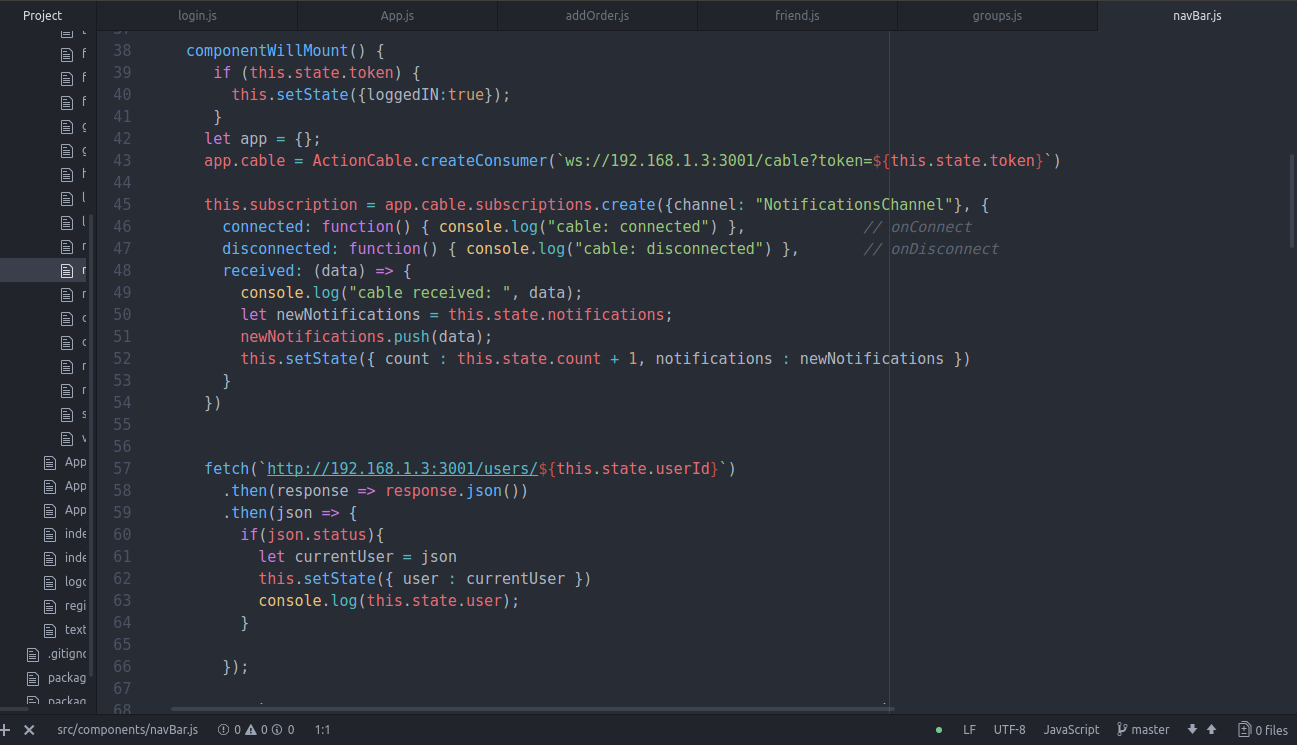 Project login.js App.js addOrder.js friend.js groups.js navBar.js
38 componentWillMount() {
39 if (this.state.token) {
40 this.setState({loggedIN:true});
41 }
42 let app = {};
43 app.cable = ActionCable.createConsumer(`ws://192.168.1.3:3001/cable?token=${this.state.token}`)
44
45 this.subscription = app.cable.subscriptions.create({channel: "NotificationsChannel"}, {
46 connected: function() { console.log("cable: connected") }, // onConnect
47 disconnected: function() { console.log("cable: disconnected") }, // onDisconnect
48 received: (data) => {
49 console.log("cable received: ", data);
50 let newNotifications = this.state.notifications;
51 newNotifications.push(data);
52 this.setState({ count : this.state.count + 1, notifications : newNotifications })
53 }
54 })
55
56
57 fetch(`http://192.168.1.3:3001/users/${this.state.userId}`)
58 .then(response => response.json())
59 .then(json => {
60 if(json.status){
61 let currentUser = json
62 this.setState({ user : currentUser })
63 console.log(this.state.user);
64 }
65
66 });
67
68
App
App
App
inde
inde
logo
regi
text
.gitigno
packag
packag
src/components/navBar.js 0 0 0 1:1 LF UTF-8 JavaScript master 0 files